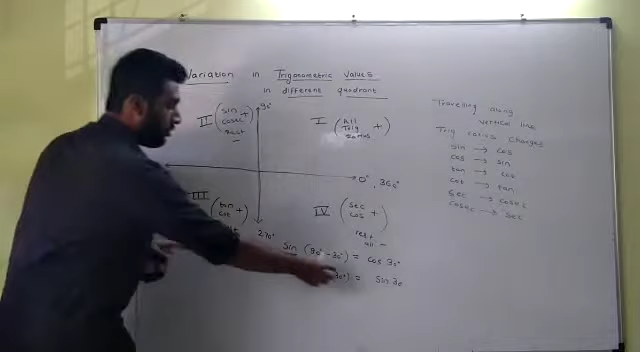 Variation in Trigonometric Values
in different quadrant
90°
II (sin cosec +)
rest
−
I (All Trig ratios +)
0°, 360°
III (tan cot +)
IV (sec cos +)
rest
all −
270°
sin (90° − 30°) = cos 30°
30°) = sin 30
Travelling along
vertical line
Trig ratios changes
sin → cos
cos → sin
tan → cot
cot → tan
sec → cosec
cosec → sec